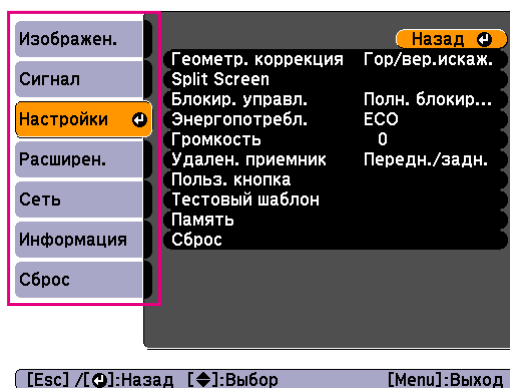 Изображен.
Сигнал
Настройки
Расширен.
Сеть
Информация
Сброс
Назад
Геометр. коррекция Гор/вер.искаж.
Split Screen
Блокир. управл. Полн. блокир...
Энергопотребл. ECO
Громкость 0
Удален. приемник Передн./задн.
Польз. кнопка
Тестовый шаблон
Память
Сброс
[Esc] /[⏎]:Назад [◆]:Выбор [Menu]:Выход